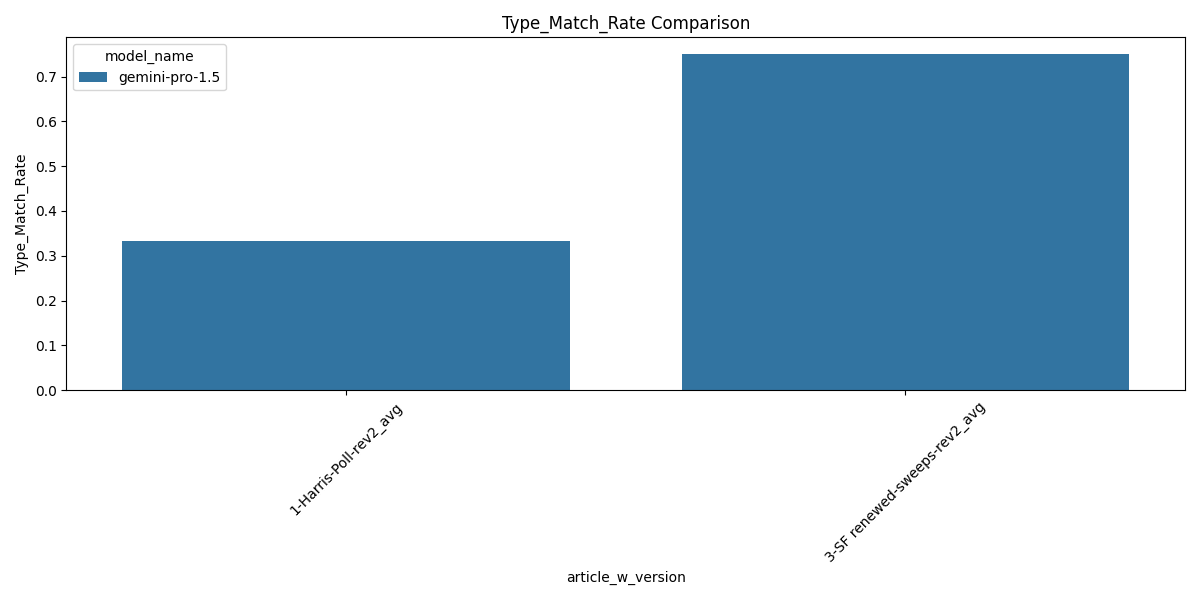 Type_Match_Rate Comparison
model_name
gemini-pro-1.5
Type_Match_Rate
0.7
0.6
0.5
0.4
0.3
0.2
0.1
0.0
1-Harris-Poll-rev2_avg
3-SF renewed-sweeps-rev2_avg
article_w_version